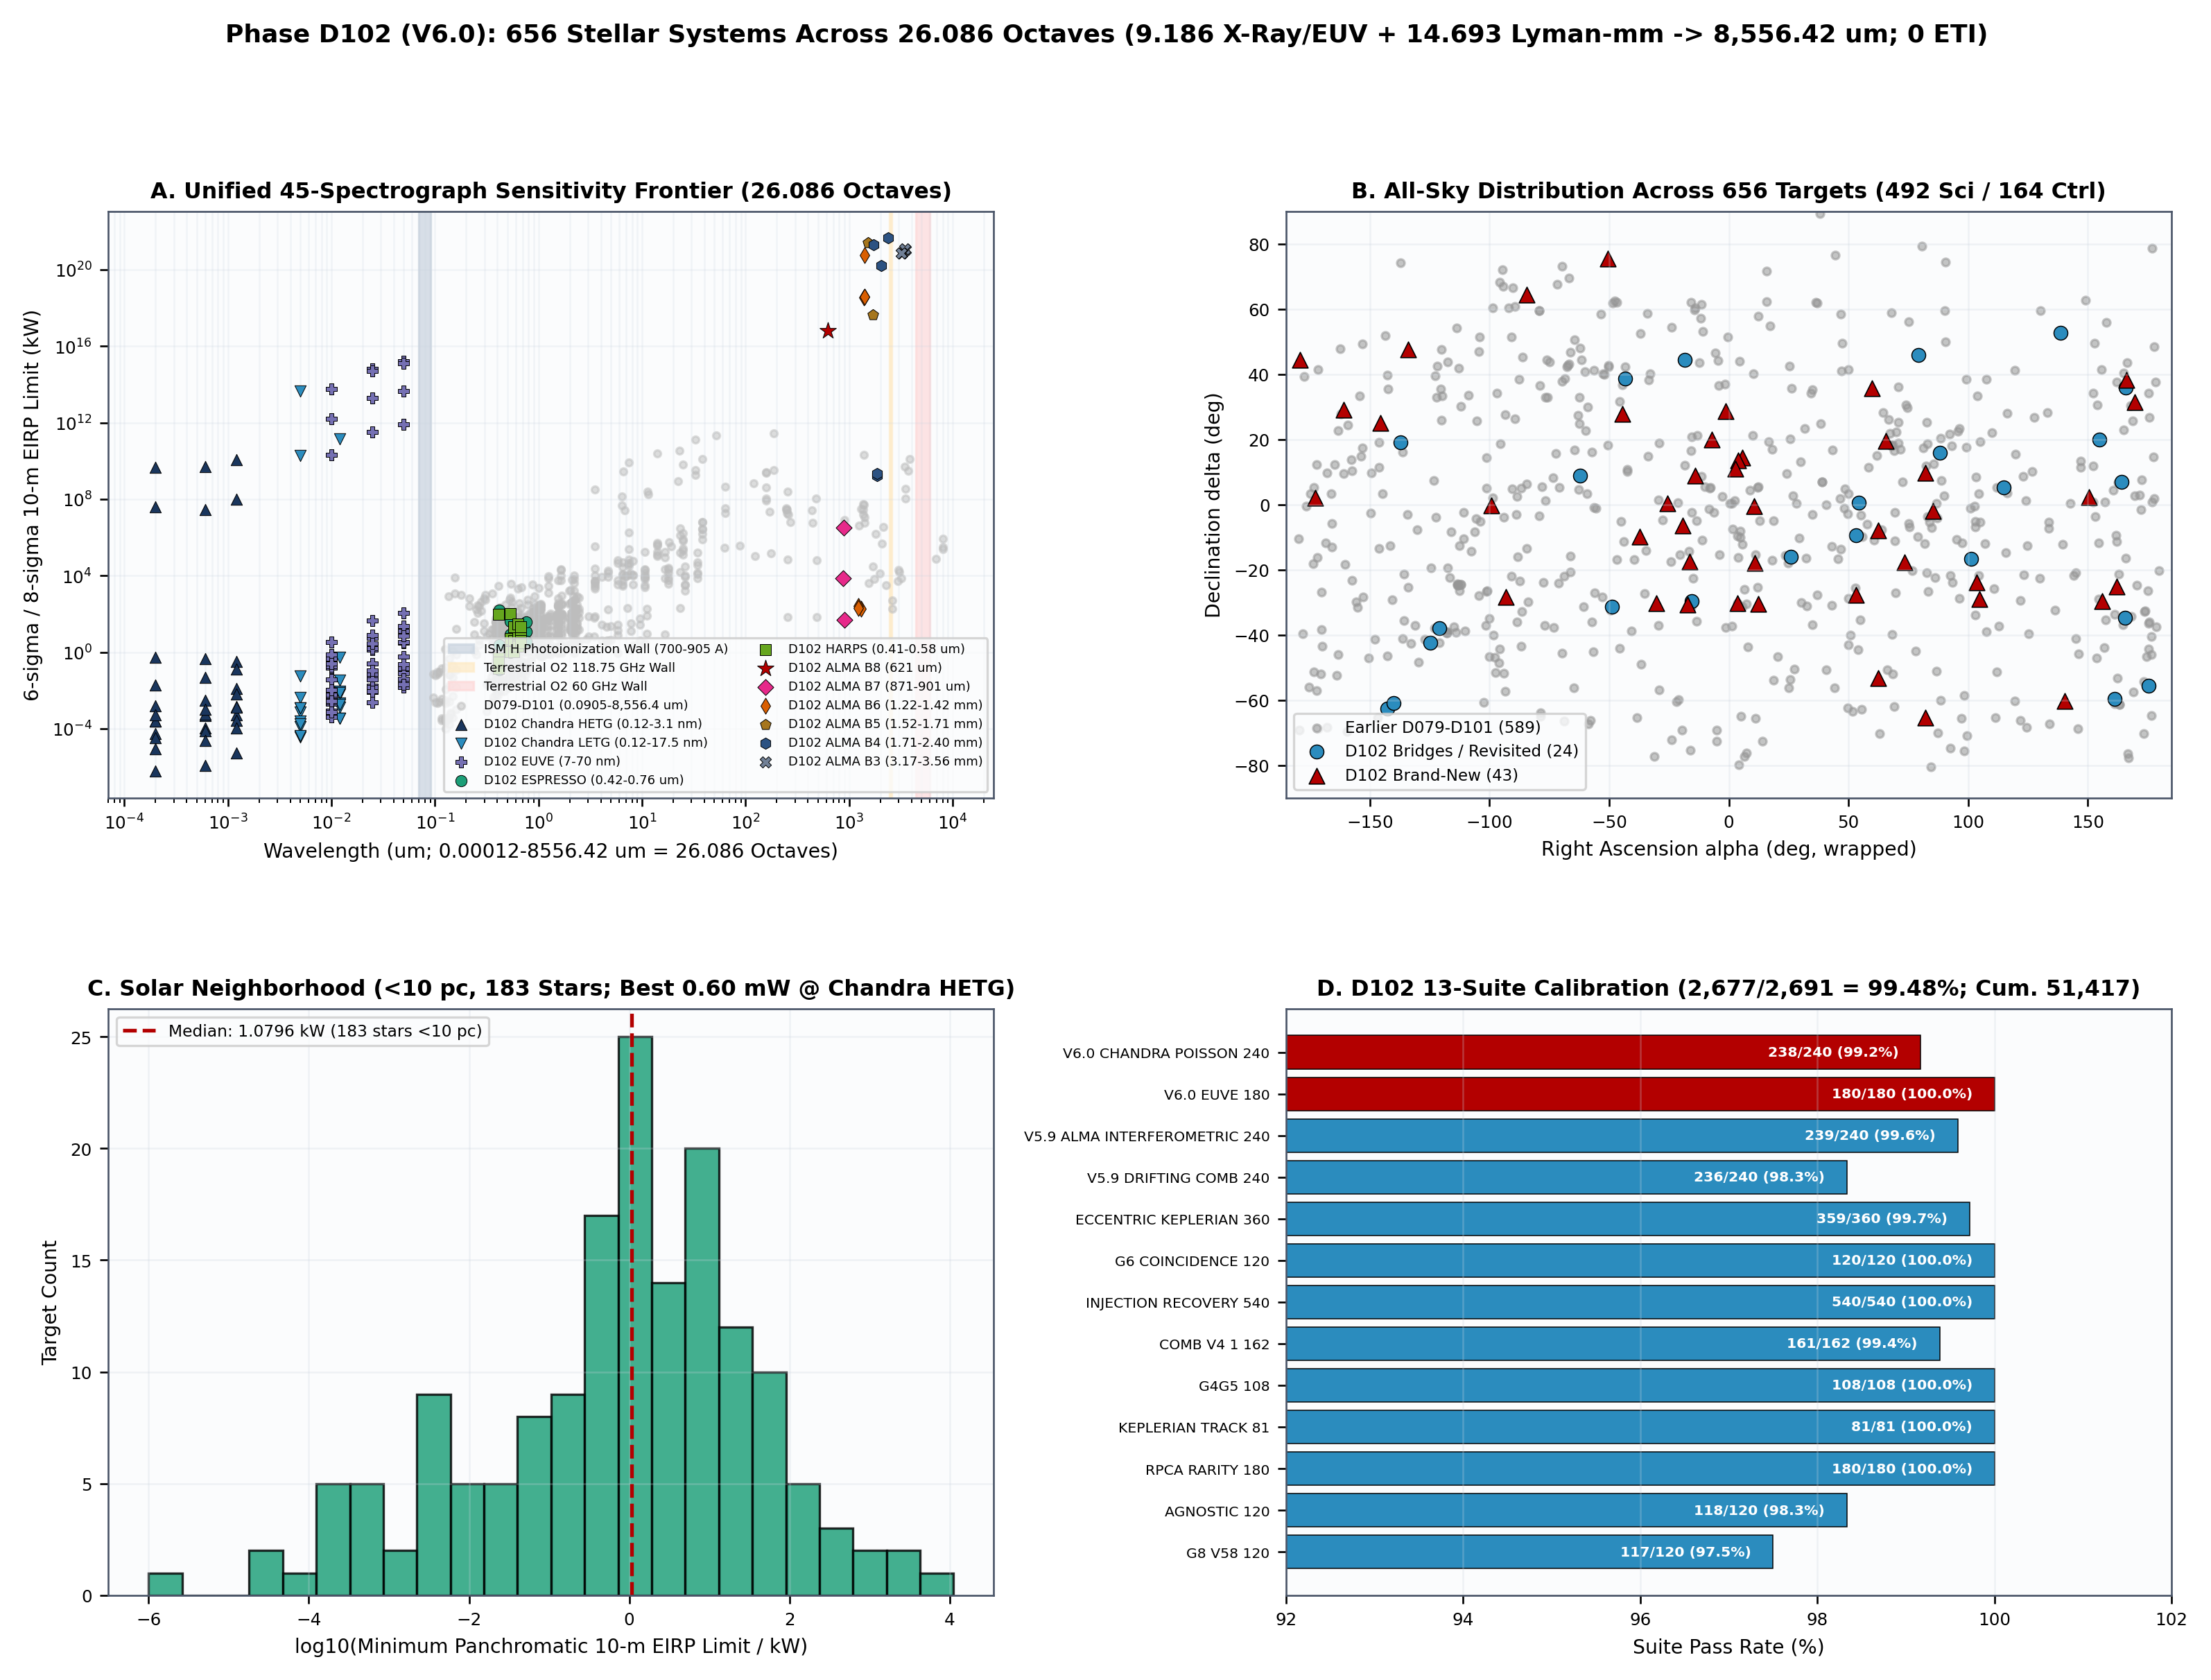 Phase D102 (V6.0): 656 Stellar Systems Across 26.086 Octaves (9.186 X-Ray/EUV + 14.693 Lyman-mm -> 8,556.42 um; 0 ETI)
A. Unified 45-Spectrograph Sensitivity Frontier (26.086 Octaves)
6-sigma / 8-sigma 10-m EIRP Limit (kW)
10^20
10^16
10^12
10^8
10^4
10^0
10^−4
ISM H Photoionization Wall (700-905 A)
Terrestrial O2 118.75 GHz Wall
Terrestrial O2 60 GHz Wall
D079-D101 (0.0905-8,556.4 um)
D102 Chandra HETG (0.12-3.1 nm)
D102 Chandra LETG (0.12-17.5 nm)
D102 EUVE (7-70 nm)
D102 ESPRESSO (0.42-0.76 um)
D102 HARPS (0.41-0.58 um)
D102 ALMA B8 (621 um)
D102 ALMA B7 (871-901 um)
D102 ALMA B6 (1.22-1.42 mm)
D102 ALMA B5 (1.52-1.71 mm)
D102 ALMA B4 (1.71-2.40 mm)
D102 ALMA B3 (3.17-3.56 mm)
10^−4 10^−3 10^−2 10^−1 10^0 10^1 10^2 10^3 10^4
Wavelength (um; 0.00012-8556.42 um = 26.086 Octaves)
B. All-Sky Distribution Across 656 Targets (492 Sci / 164 Ctrl)
Declination delta (deg)
80
60
40
20
0
−20
−40
−60
−80
Earlier D079-D101 (589)
D102 Bridges / Revisited (24)
D102 Brand-New (43)
−150 −100 −50 0 50 100 150
Right Ascension alpha (deg, wrapped)
C. Solar Neighborhood (<10 pc, 183 Stars; Best 0.60 mW @ Chandra HETG)
Median: 1.0796 kW (183 stars <10 pc)
Target Count
25
20
15
10
5
0
−6 −4 −2 0 2 4
log10(Minimum Panchromatic 10-m EIRP Limit / kW)
D. D102 13-Suite Calibration (2,677/2,691 = 99.48%; Cum. 51,417)
V6.0 CHANDRA POISSON 240 238/240 (99.2%)
V6.0 EUVE 180 180/180 (100.0%)
V5.9 ALMA INTERFEROMETRIC 240 239/240 (99.6%)
V5.9 DRIFTING COMB 240 236/240 (98.3%)
ECCENTRIC KEPLERIAN 360 359/360 (99.7%)
G6 COINCIDENCE 120 120/120 (100.0%)
INJECTION RECOVERY 540 540/540 (100.0%)
COMB V4 1 162 161/162 (99.4%)
G4G5 108 108/108 (100.0%)
KEPLERIAN TRACK 81 81/81 (100.0%)
RPCA RARITY 180 180/180 (100.0%)
AGNOSTIC 120 118/120 (98.3%)
G8 V58 120 117/120 (97.5%)
92 94 96 98 100 102
Suite Pass Rate (%)